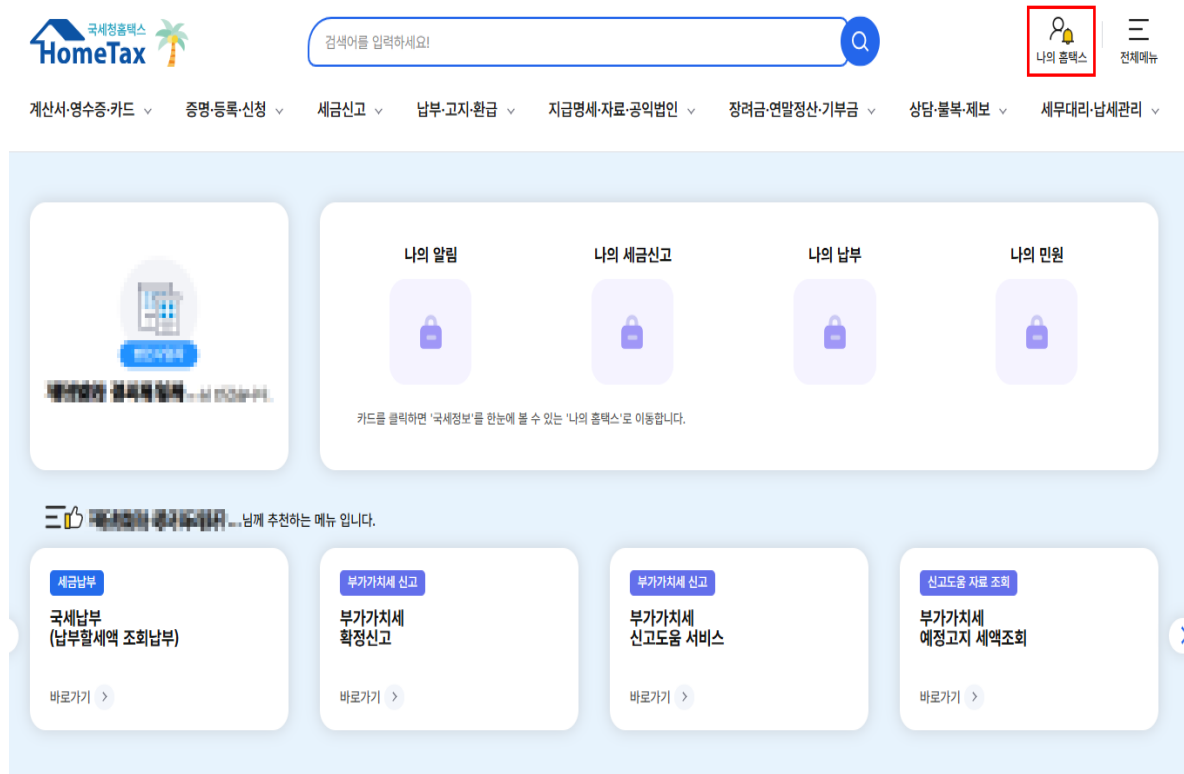 국세청홈택스
HomeTax
검색어를 입력하세요!
나의 홈택스
전체메뉴
계산서·영수증·카드
증명·등록·신청
세금신고
납부·고지·환급
지급명세·자료·공익법인
장려금·연말정산·기부금
상담·불복·제보
세무대리·납세관리
나의 알림
나의 세금신고
나의 납부
나의 민원
카드를 클릭하면 '국세정보'를 한눈에 볼 수 있는 '나의 홈택스'로 이동합니다.
님께 추천하는 메뉴 입니다.
세금납부
국세납부
(납부할세액 조회납부)
바로가기
부가가치세 신고
부가가치세
확정신고
바로가기
부가가치세 신고
부가가치세
신고도움 서비스
바로가기
신고도움 자료 조회
부가가치세
예정고지 세액조회
바로가기